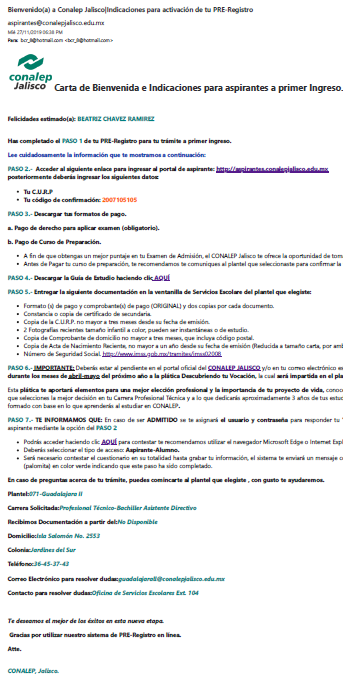 Bienvenido(a) a Conalep Jalisco|Indicaciones para activación de tu PRE-Registro
aspirantes@conalepjalisco.edu.mx
Mié 27/11/2019 06:38 PM
Para:
conalep
Jalisco
Carta de Bienvenida e Indicaciones para aspirantes a primer Ingreso.
Felicidades estimado(a): BEATRIZ CHAVEZ RAMIREZ
Has completado el PASO 1 de tu PRE-Registro para tu trámite a primer ingreso.
Lee cuidadosamente la información que te mostramos a continuación:
PASO 2.- Acceder al siguiente enlace para ingresar al portal de aspirante: http://aspirantes.conalepjalisco.edu.mx
posteriormente deberás ingresar los siguientes datos:
• Tu C.U.R.P
• Tu código de confirmación: 2007105105
PASO 3.- Descargar tus formatos de pago.
a. Pago de derecho para aplicar examen (obligatorio).
b. Pago de Curso de Preparación.
• A fin de que obtengas un mejor puntaje en tu Examen de Admisión, el CONALEP Jalisco te ofrece la oportunidad de tom
• Antes de Pagar tu curso de preparación, te recomendamos te comuniques al plantel que seleccionaste para confirmar la
PASO 4.- Descargar la Guía de Estudio haciendo clic AQUÍ
PASO 5.- Entregar la siguiente documentación en la ventanilla de Servicios Escolare del plantel que elegiste:
• Formato (s) de pago y comprobante(s) de pago (ORIGINAL) y dos copias por cada documento.
• Constancia o copia de certificado de secundaria.
• Copia de la C.U.R.P. no mayor a tres meses desde su fecha de emisión.
• 2 Fotografías recientes tamaño infantil a color, pueden ser instantáneas o de estudio.
• Copia de Comprobante de domicilio no mayor a tres meses, que incluya código postal.
• Copia de Acta de Nacimiento Reciente, no mayor a un año desde su fecha de emisión (Reducida a tamaño carta, por amb
• Número de Seguridad Social. http://www.imss.gob.mx/tramites/imss02008
PASO 6.- IMPORTANTE: Deberás estar al pendiente en el portal oficial del CONALEP JALISCO y/o en tu correo electrónico e
durante los meses de abril-mayo del próximo año a la plática Descubriendo tu Vocación, la cual será impartida en el pla
Esta plática te aportará elementos para una mejor elección profesional y la importancia de tu proyecto de vida, conoc
que selecciones la mejor decisión en tu Carrera Profesional Técnica y a lo que dedicarás aproximadamente 3 años de tus estuc
formado con base en lo que aprenderás al estudiar en CONALEP.
PASO 7.- TE INFORMAMOS QUE: En caso de ser ADMITIDO se te asignará el usuario y contraseña para responder tu
aspirante mediante la opción del PASO 2
• Podrás acceder haciendo clic AQUÍ para contestar te recomendamos utilizar el navegador Microsoft Edge o Internet Expl
• Deberás seleccionar el tipo de acceso: Aspirante-Alumno.
• Será necesario contestar el cuestionario en su totalidad hasta grabar tu información, el sistema te enviará un mensaje c
(palomita) en color verde indicando que este paso ha sido completado.
En caso de preguntas acerca de tu trámite, puedes comincarte al plantel que elegiste , con gusto te ayudaremos.
Plantel:071-Guadalajara II
Carrera Solicitada:Profesional Técnico-Bachiller Asistente Directivo
Recibimos Documentación a partir del:No Disponible
Domicilio:Isla Salomón No. 2553
Colonia:Jardines del Sur
Teléfono:36-45-37-43
Correo Electrónico para resolver dudas:guadalajaraII@conalepjalisco.edu.mx
Contacto para resolver dudas:Oficina de Servicios Escolares Ext. 104
Te deseamos el mejor de los éxitos en esta nueva etapa.
Gracias por utilizar nuestro sistema de PRE-Registro en línea.
Atte.
CONALEP, Jalisco.